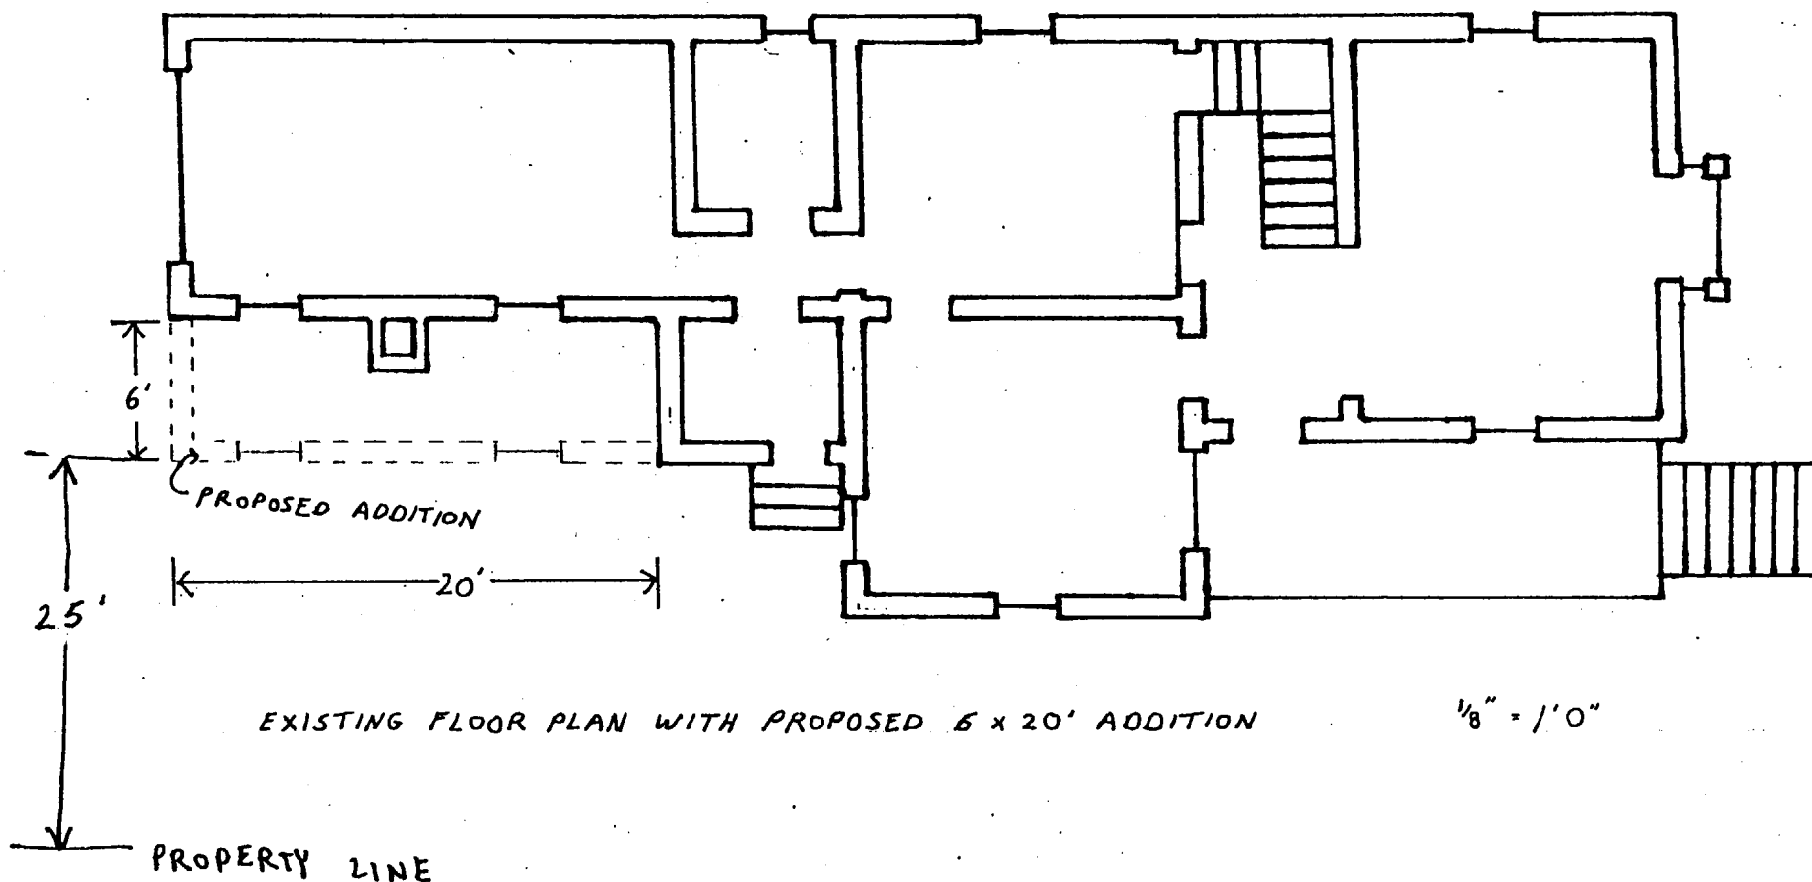 6'
PROPOSED ADDITION
20'
25'
EXISTING FLOOR PLAN WITH PROPOSED 6 x 20' ADDITION
1/8" = 1'0"
PROPERTY LINE